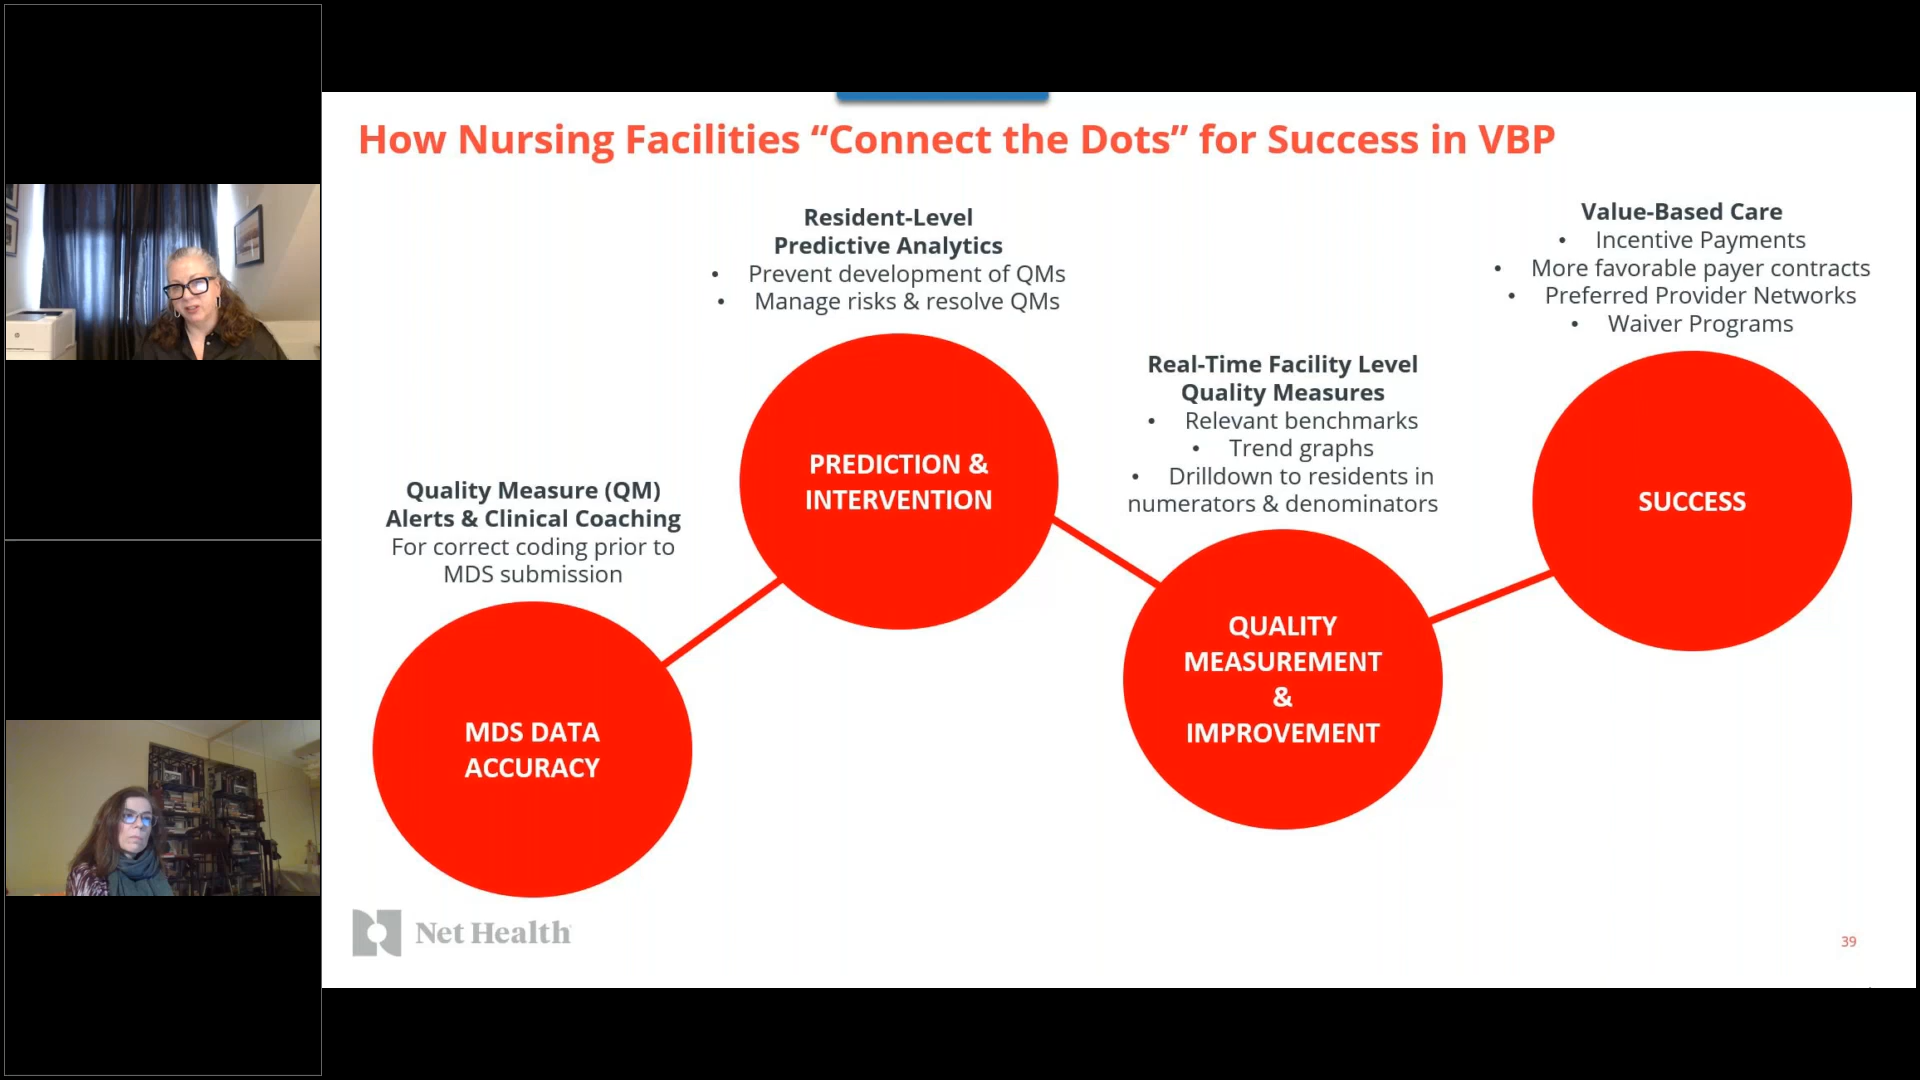 How Nursing Facilities “Connect the Dots” for Success in VBP
Quality Measure (QM)
Alerts & Clinical Coaching
For correct coding prior to
MDS submission
MDS DATA
ACCURACY
Resident-Level
Predictive Analytics
• Prevent development of QMs
• Manage risks & resolve QMs
PREDICTION &
INTERVENTION
Real-Time Facility Level
Quality Measures
• Relevant benchmarks
• Trend graphs
• Drilldown to residents in
numerators & denominators
QUALITY
MEASUREMENT
&
IMPROVEMENT
Value-Based Care
• Incentive Payments
• More favorable payer contracts
• Preferred Provider Networks
• Waiver Programs
SUCCESS
Net Health
39